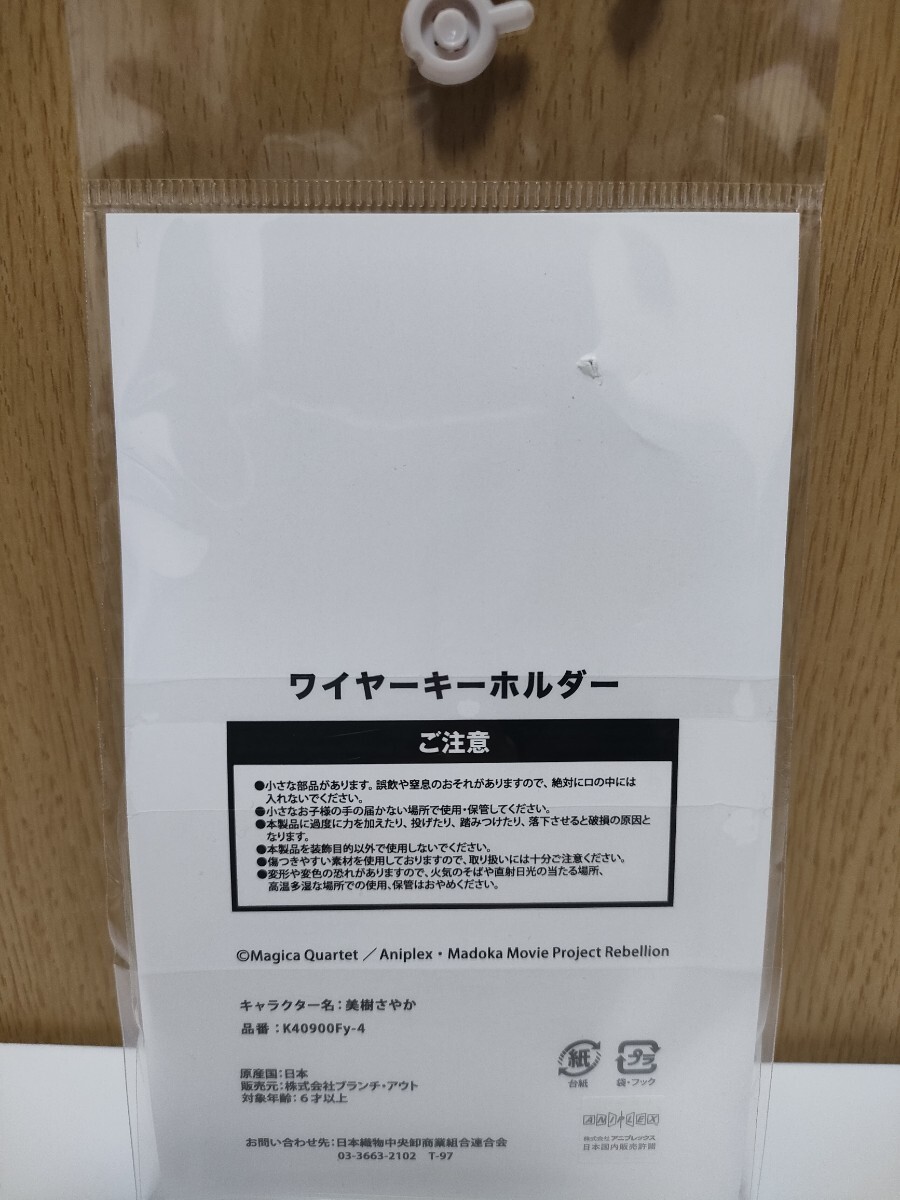 ワイヤーキーホルダー
ご注意
●小さな部品があります。誤飲や窒息のおそれがありますので、絶対に口の中には
入れないでください。
●小さなお子様の手の届かない場所で使用・保管してください。
●本製品に過度に力を加えたり、投げたり、踏みつけたり、落下させると破損の原因と
なります。
●本製品を装飾目的以外で使用しないでください。
●傷つきやすい素材を使用しておりますので、取り扱いには十分ご注意ください。
●変形や変色の恐れがありますので、火気のそばや直射日光の当たる場所、
高温多湿な場所での使用、保管はおやめください。
©Magica Quartet／Aniplex・Madoka Movie Project Rebellion
キャラクター名：美樹さやか
品番：K40900Fy-4
原産国：日本
販売元：株式会社ブランチ・アウト
対象年齢：6才以上
紙
台紙
プラ
袋・フック
ANIPLEX
株式会社アニプレックス
日本国内販売許諾
お問い合わせ先：日本織物中央卸商業組合連合会
03-3663-2102 T-97